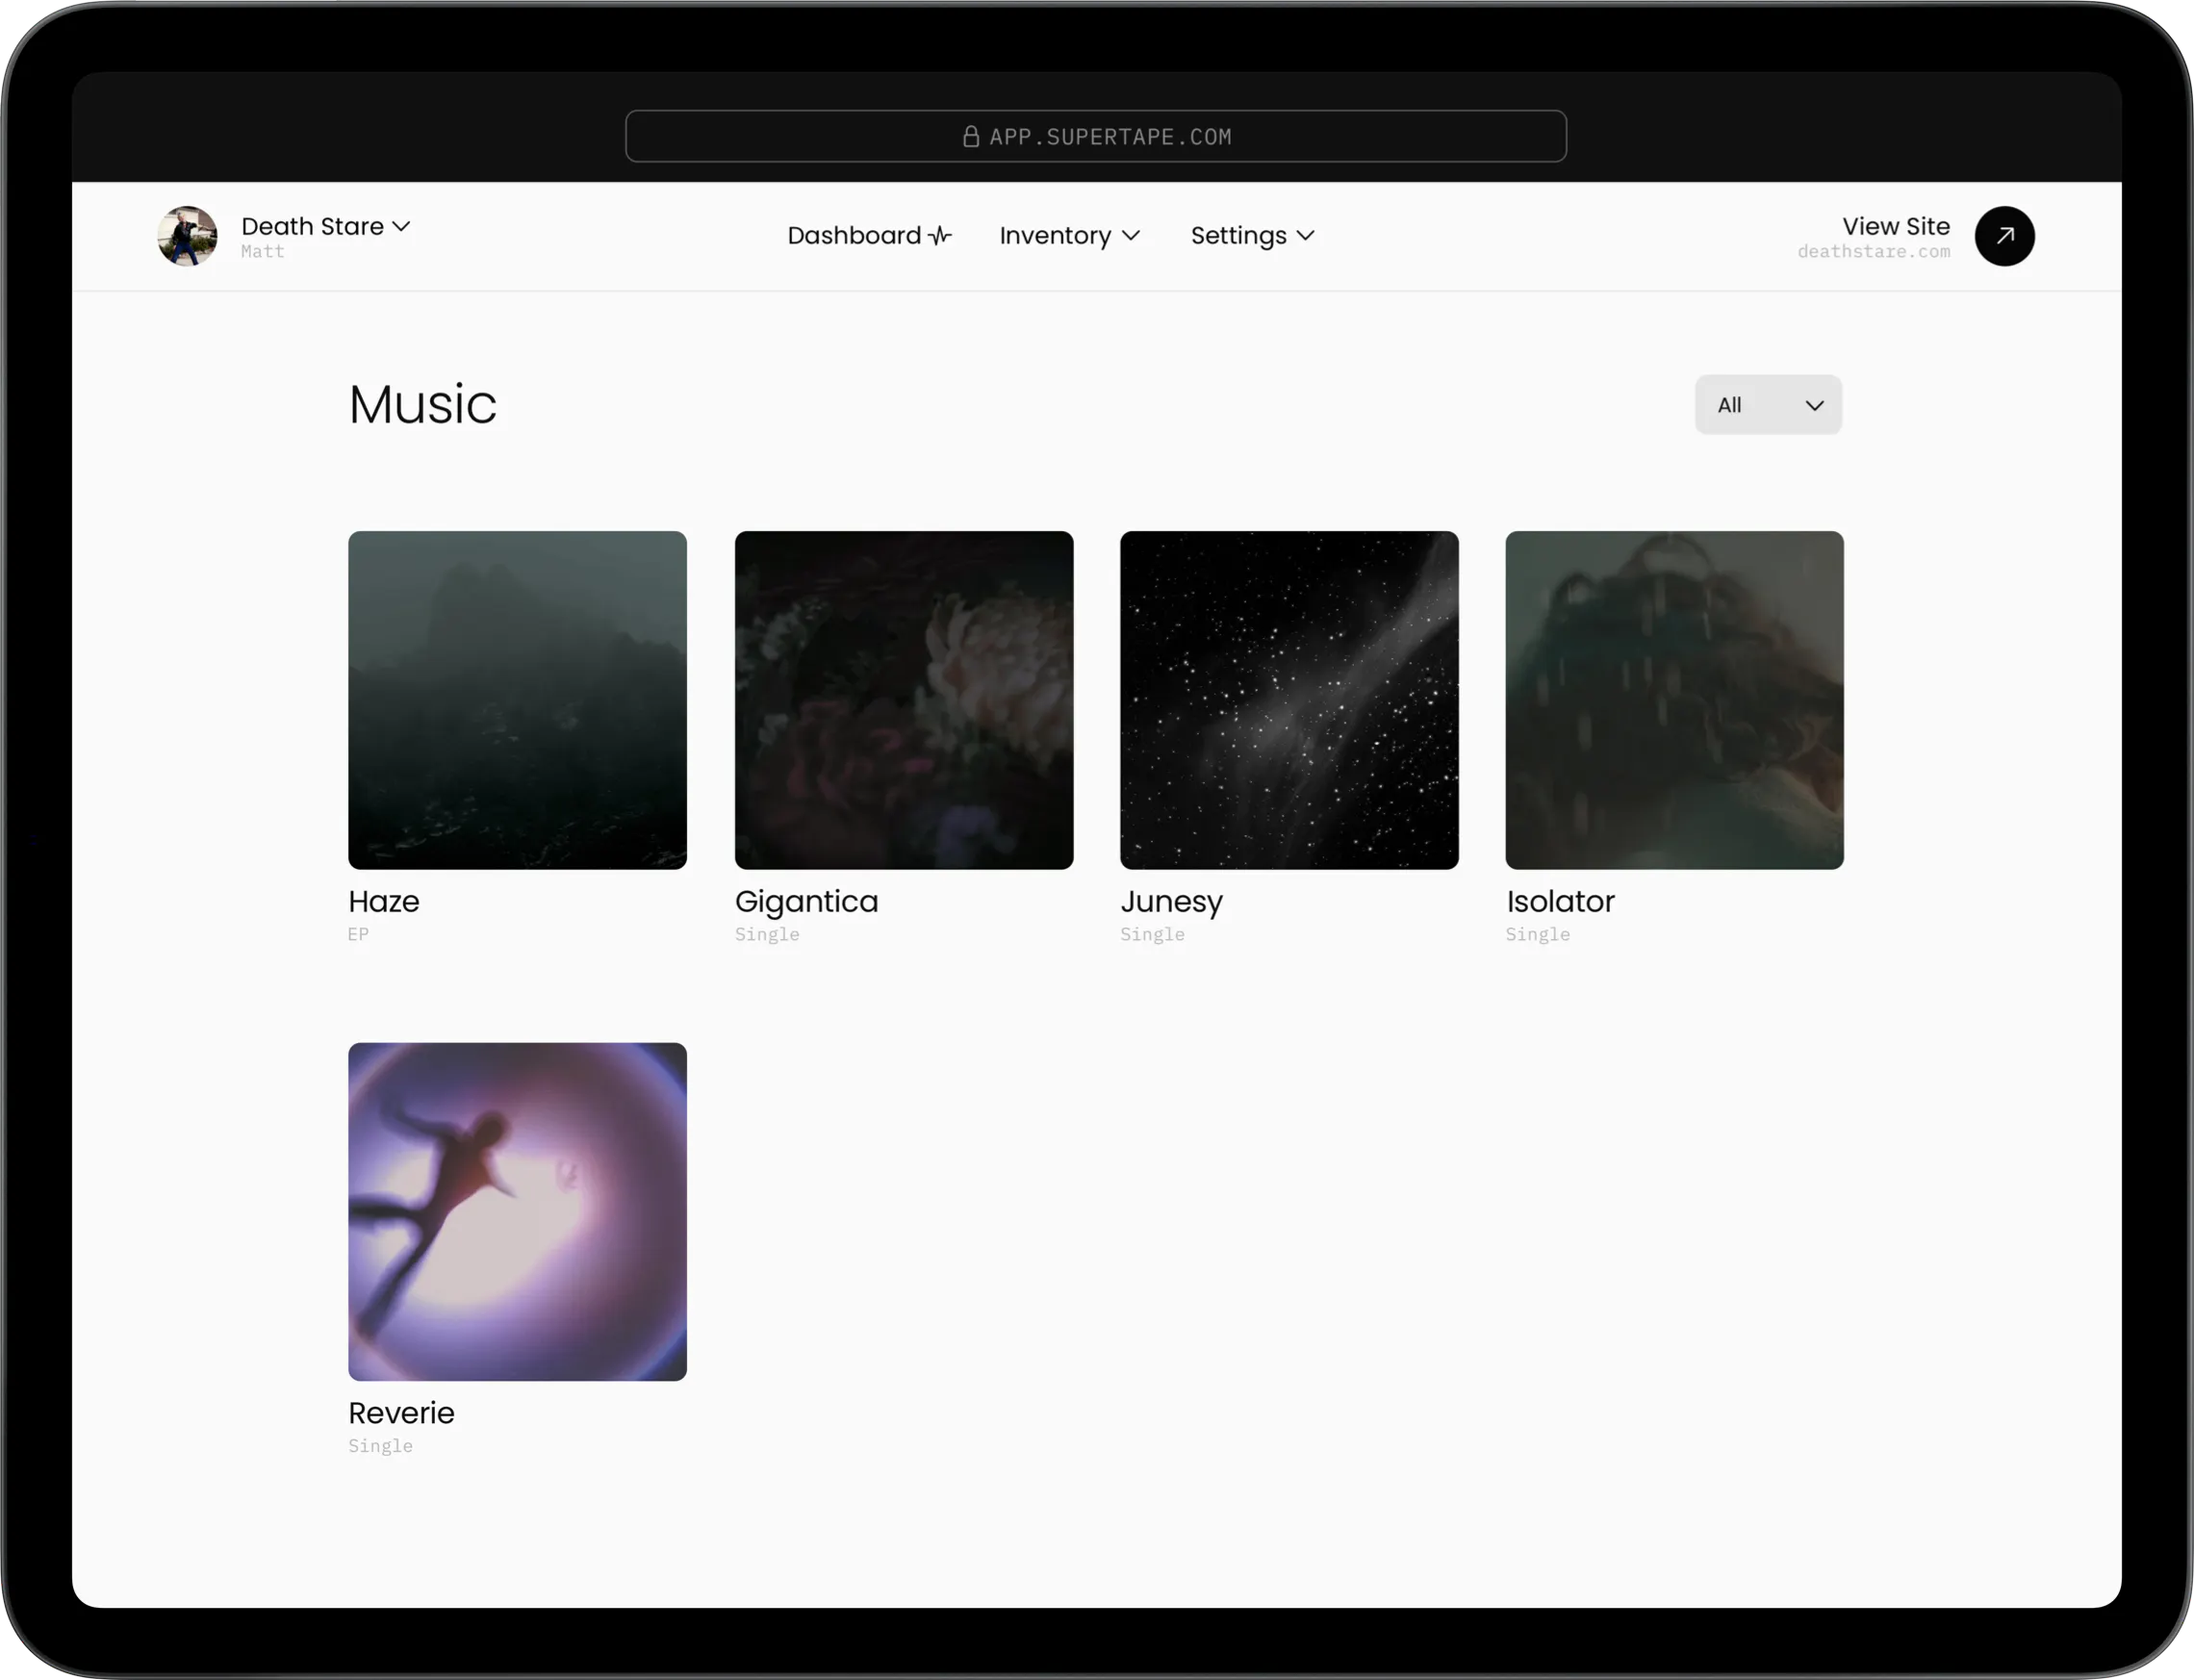 APP.SUPERTAPE.COM
Death Stare
Matt
Dashboard
Inventory
Settings
View Site
deathstare.com
Music
All
Haze
EP
Gigantica
Single
Junesy
Single
Isolator
Single
Reverie
Single